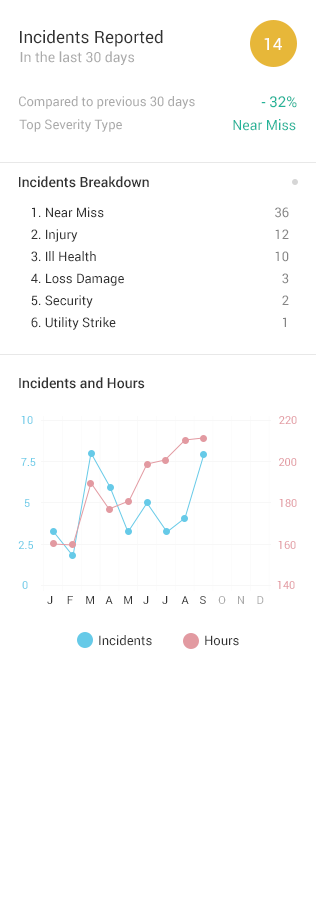 Incidents Reported
14
In the last 30 days
Compared to previous 30 days - 32%
Top Severity Type Near Miss
Incidents Breakdown
1. Near Miss 36
2. Injury 12
3. Ill Health 10
4. Loss Damage 3
5. Security 2
6. Utility Strike 1
Incidents and Hours
10 220
7.5 200
5 180
2.5 160
0 140
J F M A M J J A S O N D
Incidents Hours